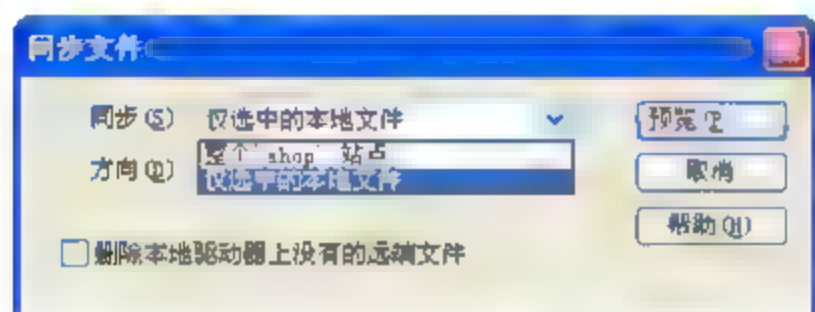 同步文件
同步(S) 仅选中的本地文件 预览(P)
整个'shop'站点
方向(D) 仅选中的本地文件 取消
帮助(H)
删除本地驱动器上没有的远端文件